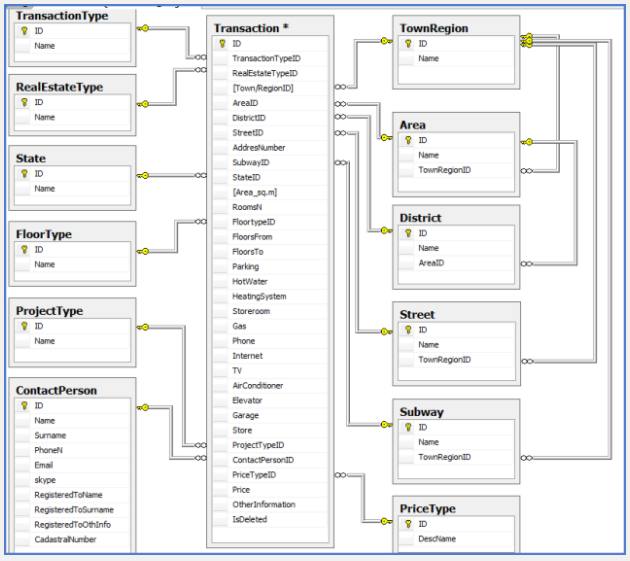 TransactionType
ID
Name
RealEstateType
ID
Name
State
ID
Name
FloorType
ID
Name
ProjectType
ID
Name
ContactPerson
ID
Name
Surname
PhoneN
Email
skype
RegisteredToName
RegisteredToSurname
RegisteredToOthInfo
CadastralNumber
Transaction *
ID
TransactionTypeID
RealEstateTypeID
[Town/RegionID]
AreaID
DistrictID
StreetID
AddresNumber
SubwayID
StateID
[Area_sq.m]
RoomsN
FloortypeID
FloorsFrom
FloorsTo
Parking
HotWater
HeatingSystem
Storeroom
Gas
Phone
Internet
TV
AirConditioner
Elevator
Garage
Store
ProjectTypeID
ContactPersonID
PriceTypeID
Price
OtherInformation
IsDeleted
TownRegion
ID
Name
Area
ID
Name
TownRegionID
District
ID
Name
AreaID
Street
ID
Name
TownRegionID
Subway
ID
Name
TownRegionID
PriceType
ID
DescName